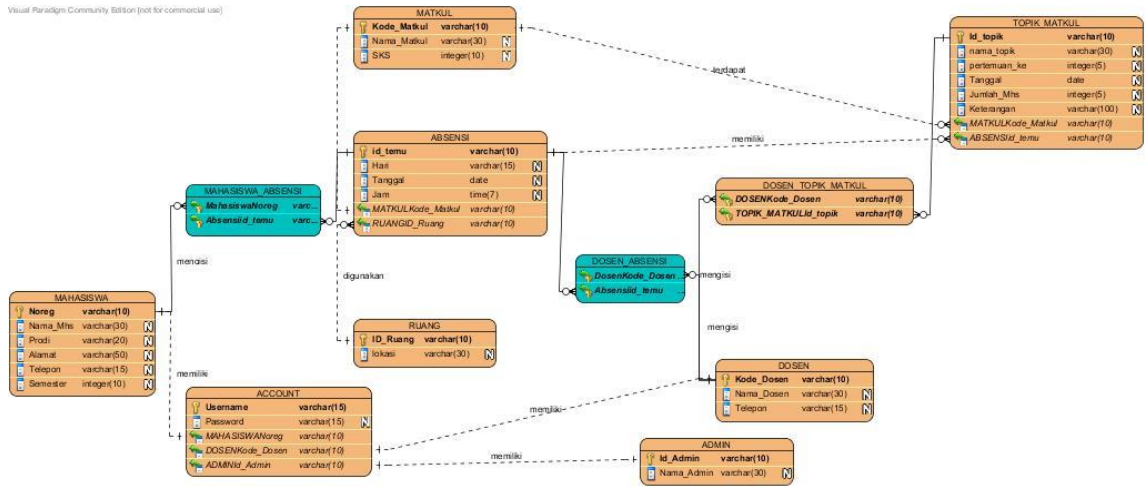 Visual Paradigm Community Edition [not for commercial use]
MATKUL
Kode_Matkul varchar(10)
Nama_Matkul varchar(30) N
SKS integer(10) N
TOPIK_MATKUL
Id_topik varchar(10)
nama_topik varchar(30) N
pertemuan_ke integer(5) N
Tanggal date N
Jumlah_Mhs integer(5) N
Keterangan varchar(100) N
MATKULKode_Matkul varchar(10)
ABSENSIid_temu varchar(10)
terdapat
memiliki
ABSENSI
id_temu varchar(10)
Hari varchar(15) N
Tanggal date N
Jam time(7) N
MATKULKode_Matkul varchar(10)
RUANGID_Ruang varchar(10)
MAHASISWA_ABSENSI
MahasiswaNoreg varc...
Absensiid_temu varc...
DOSEN_TOPIK_MATKUL
DOSENKode_Dosen varchar(10)
TOPIK_MATKULId_topik varchar(10)
mengisi
digunakan
DOSEN_ABSENSI
DosenKode_Dosen ...
Absensiid_temu ...
mengisi
mengisi
MAHASISWA
Noreg varchar(10)
Nama_Mhs varchar(30) N
Prodi varchar(20) N
Alamat varchar(50) N
Telepon varchar(15) N
Semester integer(10) N
RUANG
ID_Ruang varchar(10)
lokasi varchar(30) N
memiliki
DOSEN
Kode_Dosen varchar(10)
Nama_Dosen varchar(30) N
Telepon varchar(15) N
ACCOUNT
Username varchar(15)
Password varchar(15) N
MAHASISWANoreg varchar(10)
DOSENKode_Dosen varchar(10)
ADMINId_Admin varchar(10)
memiliki
memiliki
ADMIN
Id_Admin varchar(10)
Nama_Admin varchar(30) N